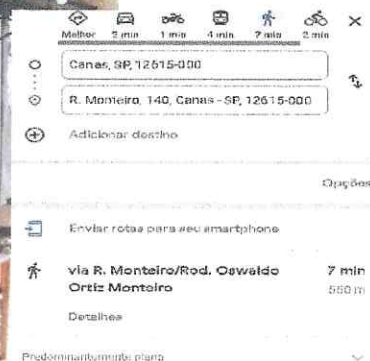 Melhor 2 min 1 min 4 min 7 min 2 min
Canas, SP, 12615-000
R. Monteiro, 140, Canas - SP, 12615-000
Adicionar destino
Opções
Enviar rotas para seu smartphone
via R. Monteiro/Rod. Oswaldo 7 min
Ortiz Monteiro 550 m
Detalhes
Predominantemente plana